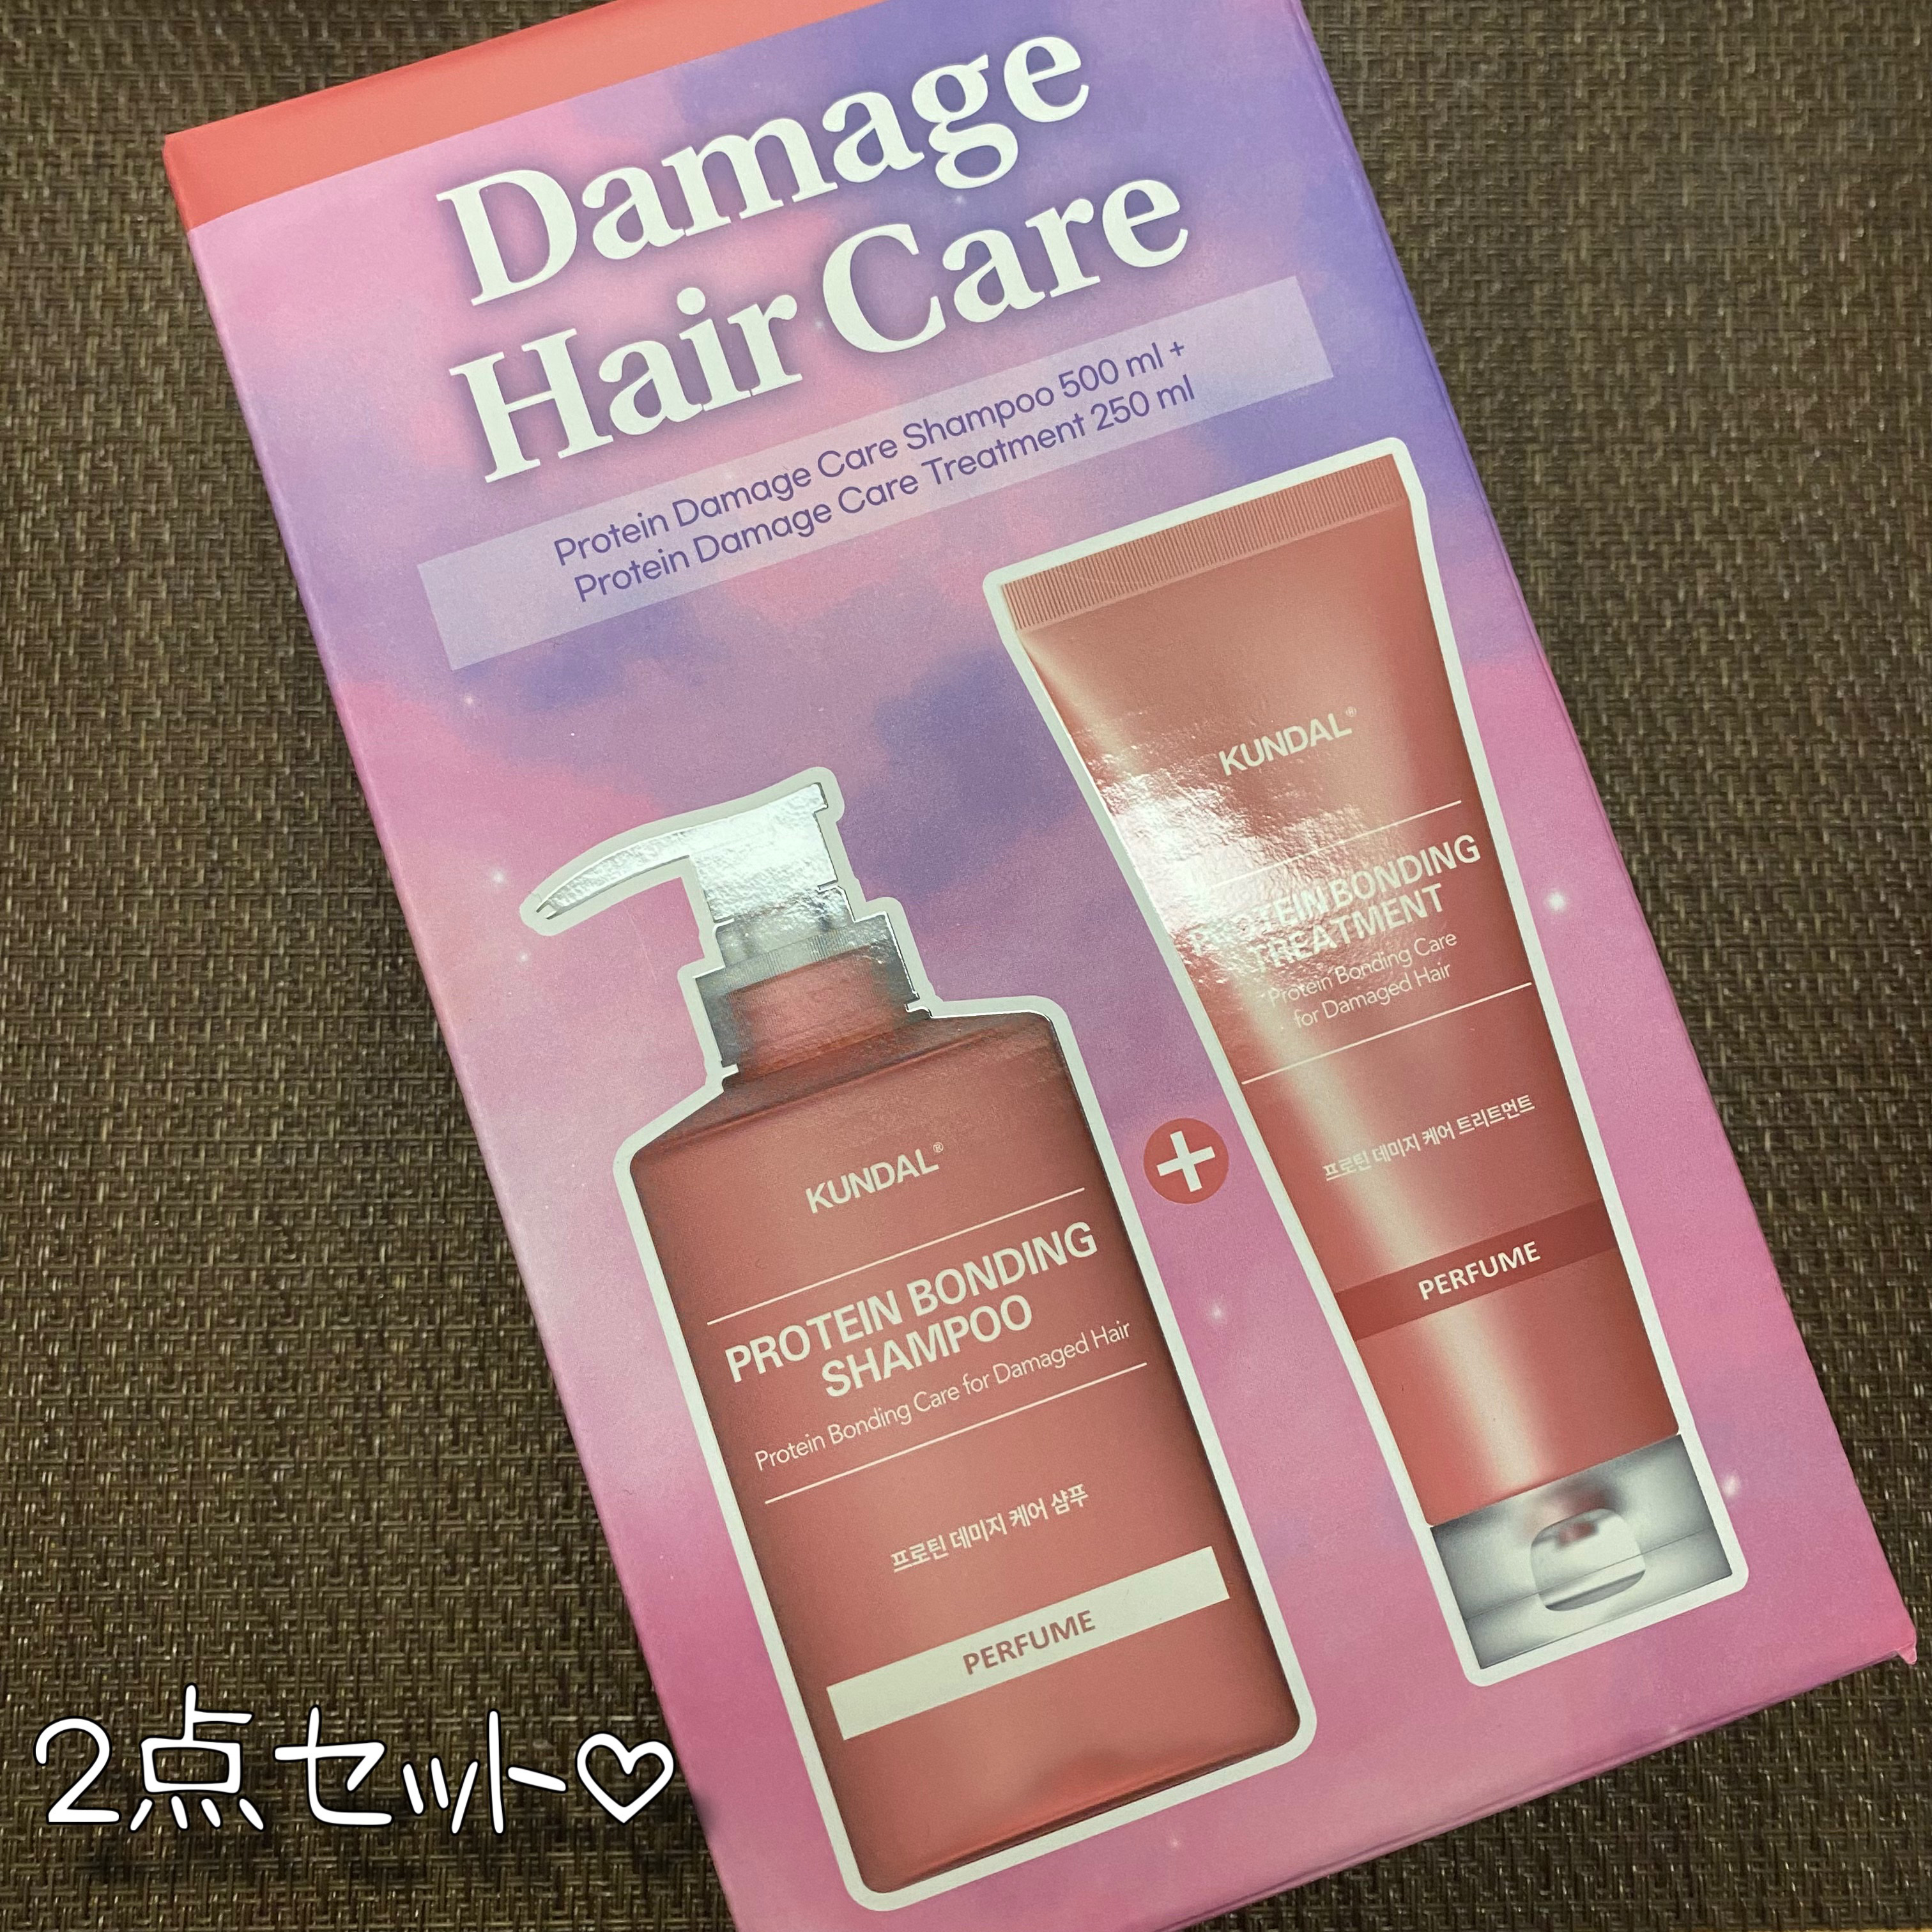 Damage
Hair Care
Protein Damage Care Shampoo 500 ml +
Protein Damage Care Treatment 250 ml
KUNDAL®
PROTEIN BONDING
TREATMENT
Protein Bonding Care
for Damaged Hair
프로틴 데미지 케어 트리트먼트
PERFUME
KUNDAL®
PROTEIN BONDING
SHAMPOO
Protein Bonding Care for Damaged Hair
프로틴 데미지 케어 샴푸
PERFUME
2点セット♡